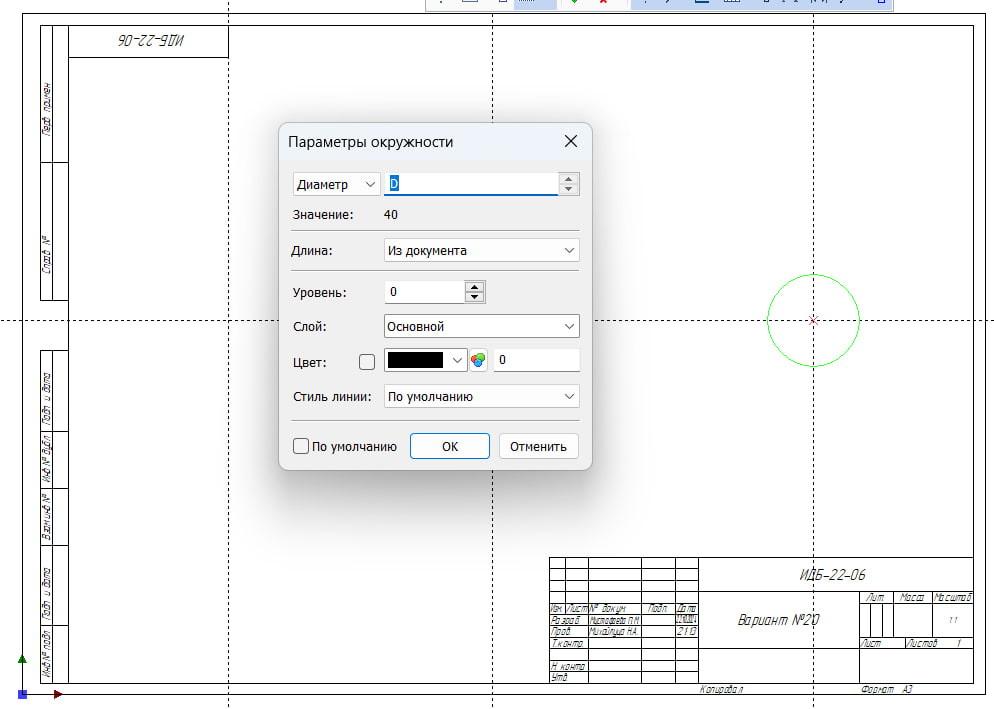 ИДБ-22-06
Перв. примен.
Справ. №
Подп. и дата
Инв. № дубл.
Взам. инв. №
Подп. и дата
Инв. № подл.
Параметры окружности
Диаметр D
Значение: 40
Длина: Из документа
Уровень: 0
Слой: Основной
Цвет: 0
Стиль линии: По умолчанию
По умолчанию OK Отменить
ИДБ-22-06
Лит. Масса Масштаб
Изм. Лист № докум. Подп. Дата
Разраб. Мустафаева П.М.
Вариант №20
1:1
Пров. Михайлица Н.А. 21:13
Т.контр.
Лист Листов 1
Н. контр.
Утв.
Копировал Формат А3